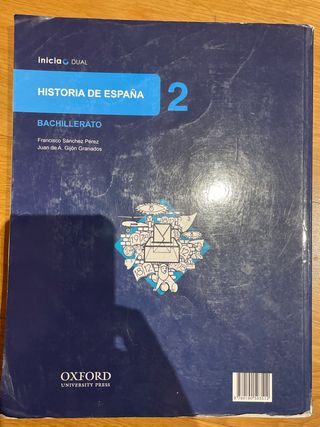 inicia DUAL
HISTORIA DE ESPAÑA 2
BACHILLERATO
Francisco Sánchez Pérez
Juan de A. Gijón Granados
OXFORD
UNIVERSITY PRESS